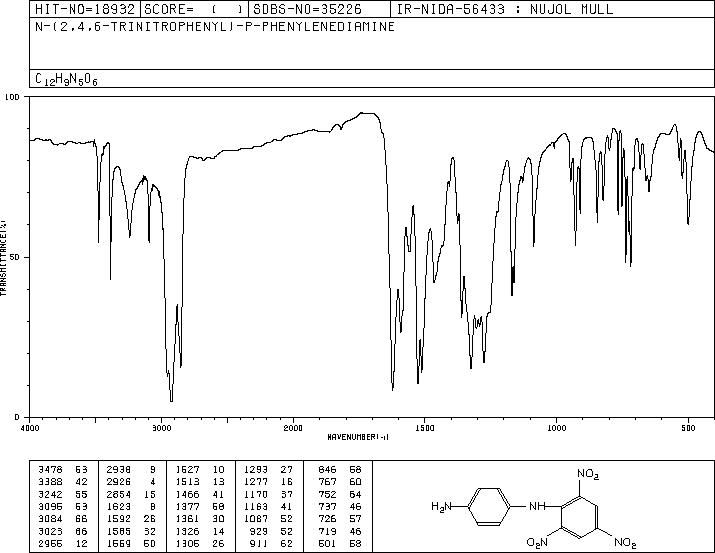 HIT-NO=18932 SCORE= ( ) SDBS-NO=35226 IR-NIDA-56433 : NUJOL MULL
N-(2,4,6-TRINITROPHENYL)-P-PHENYLENEDIAMINE
C12H9N5O6
100
50
0
TRANSMITTANCE(%)
4000 3000 2000 1500 1000 500
WAVENUMBER(-1)
3478 53 2938 9 1527 10 1293 27 846 58
3388 42 2926 4 1513 13 1277 16 767 60
3242 55 2854 15 1466 41 1170 37 752 64
3095 53 1623 8 1377 58 1163 41 737 46
3084 66 1592 26 1361 30 1087 52 726 57
3023 66 1585 32 1326 14 929 52 719 46
2955 12 1559 50 1305 26 911 62 501 58
NO2
H2N
NH
O2N
NO2